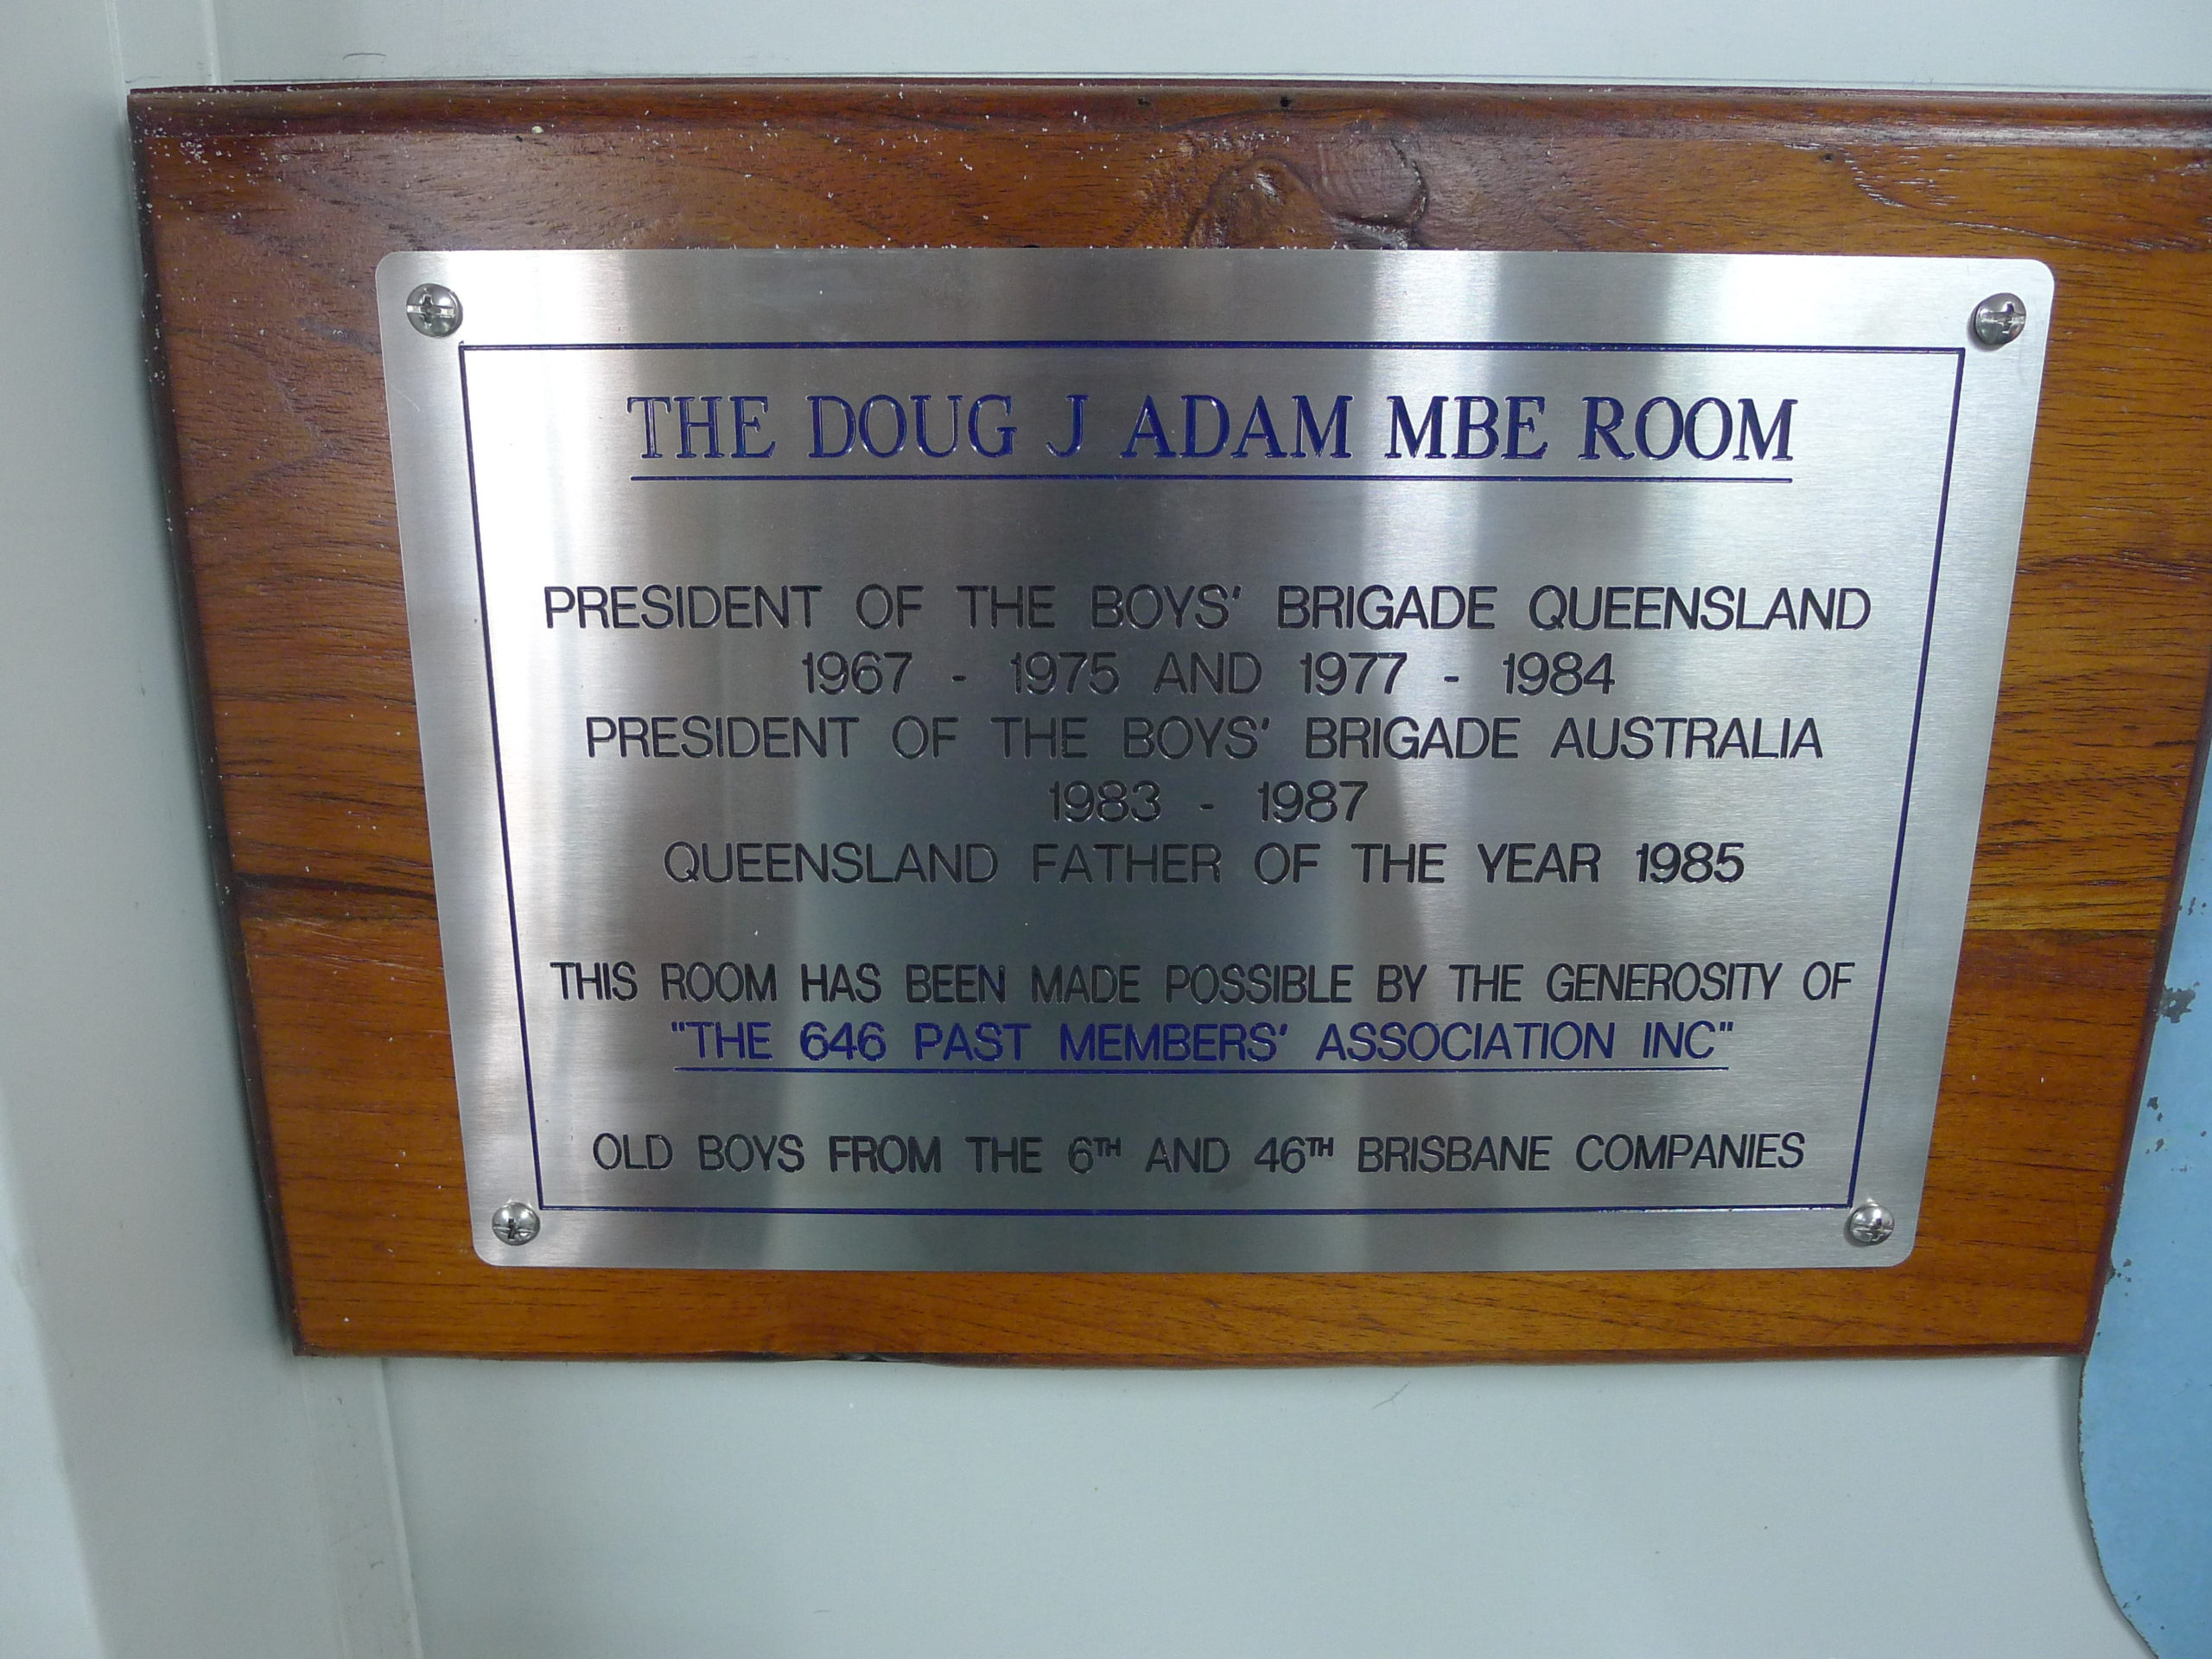 THE DOUG J ADAM MBE ROOM
PRESIDENT OF THE BOYS' BRIGADE QUEENSLAND
1967 - 1975 AND 1977 - 1984
PRESIDENT OF THE BOYS' BRIGADE AUSTRALIA
1983 - 1987
QUEENSLAND FATHER OF THE YEAR 1985
THIS ROOM HAS BEEN MADE POSSIBLE BY THE GENEROSITY OF
"THE 646 PAST MEMBERS' ASSOCIATION INC"
OLD BOYS FROM THE 6TH AND 46TH BRISBANE COMPANIES